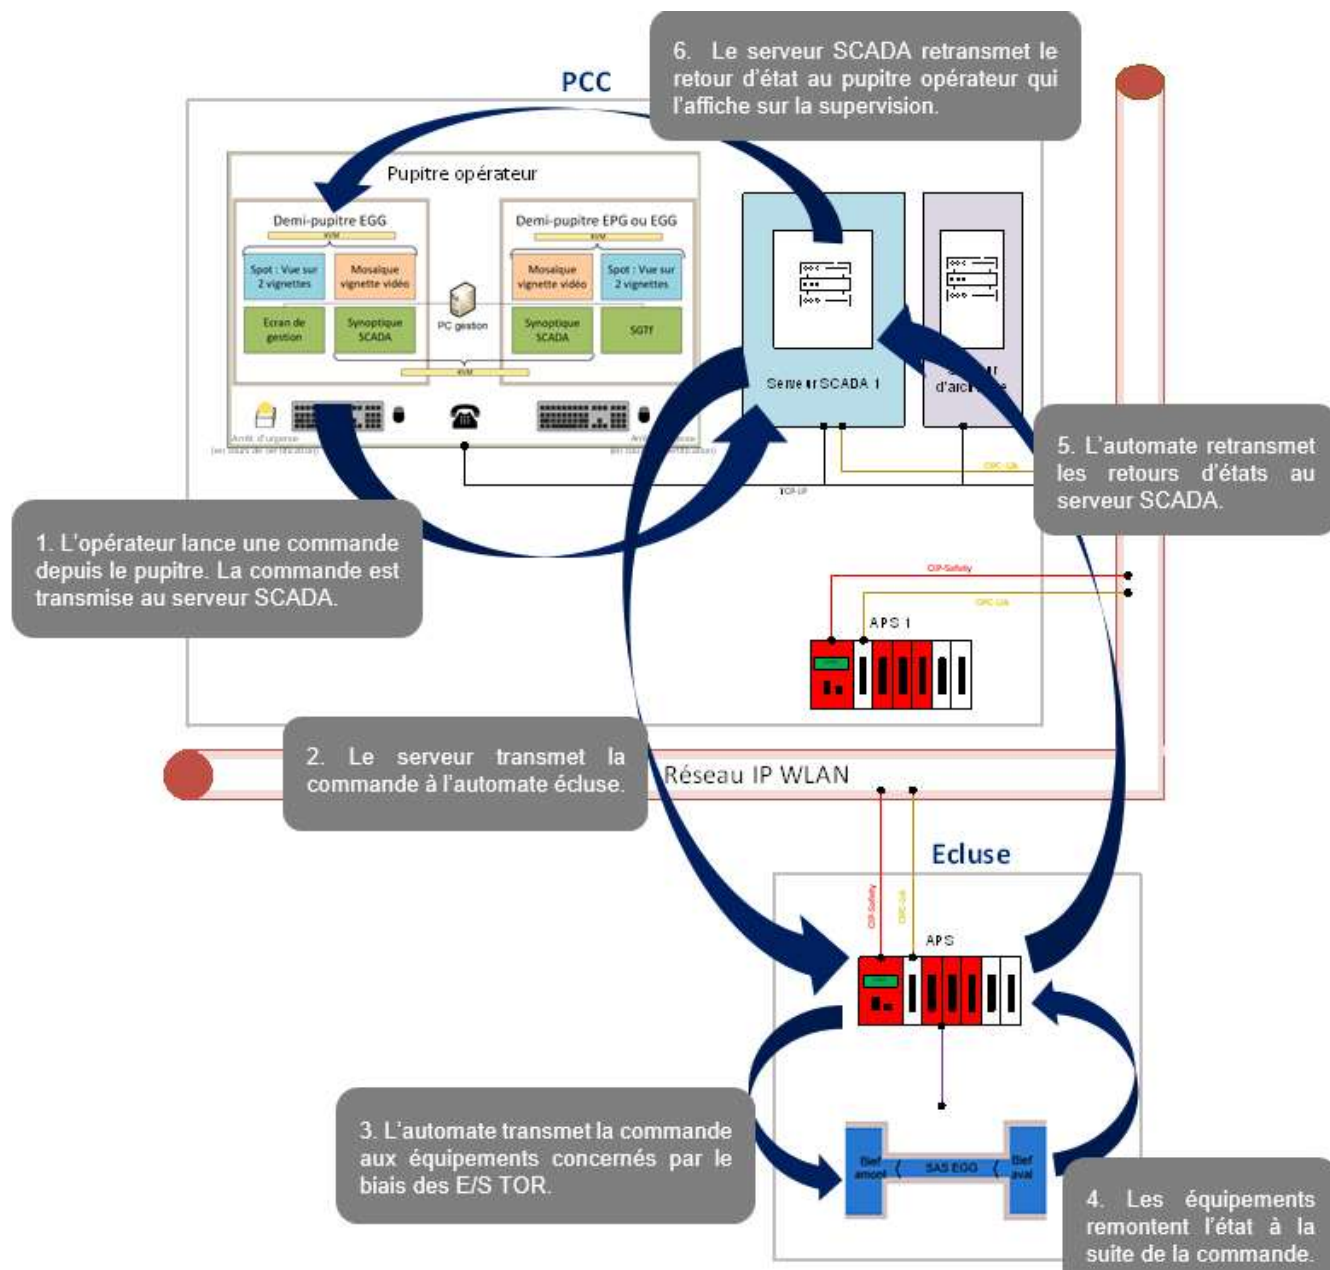 6. Le serveur SCADA retransmet le
retour d'état au pupitre opérateur qui
l'affiche sur la supervision.
PCC
Pupitre opérateur
Demi-pupitre EGG
KVM
Spot : Vue sur
2 vignettes
Mosaïque
vignette vidéo
Ecran de
gestion
Synoptique
SCADA
PC gestion
Demi-pupitre EPG ou EGG
KVM
Mosaïque
vignette vidéo
Spot : Vue sur
2 vignettes
Synoptique
SCADA
SGTf
KVM
Arrêt d'urgence
(en cours de certification)
Serveur SCADA 1
TCP-IP
OPC-UA
5. L'automate retransmet
les retours d'états au
serveur SCADA.
1. L'opérateur lance une commande
depuis le pupitre. La commande est
transmise au serveur SCADA.
CIP-Safety
OPC-UA
APS 1
2. Le serveur transmet la
commande à l'automate écluse.
Réseau IP WLAN
Ecluse
CIP-Safety
OPC-UA
APS
3. L'automate transmet la commande
aux équipements concernés par le
biais des E/S TOR.
Bief
amont
SAS EGG
Bief
aval
4. Les équipements
remontent l'état à la
suite de la commande.